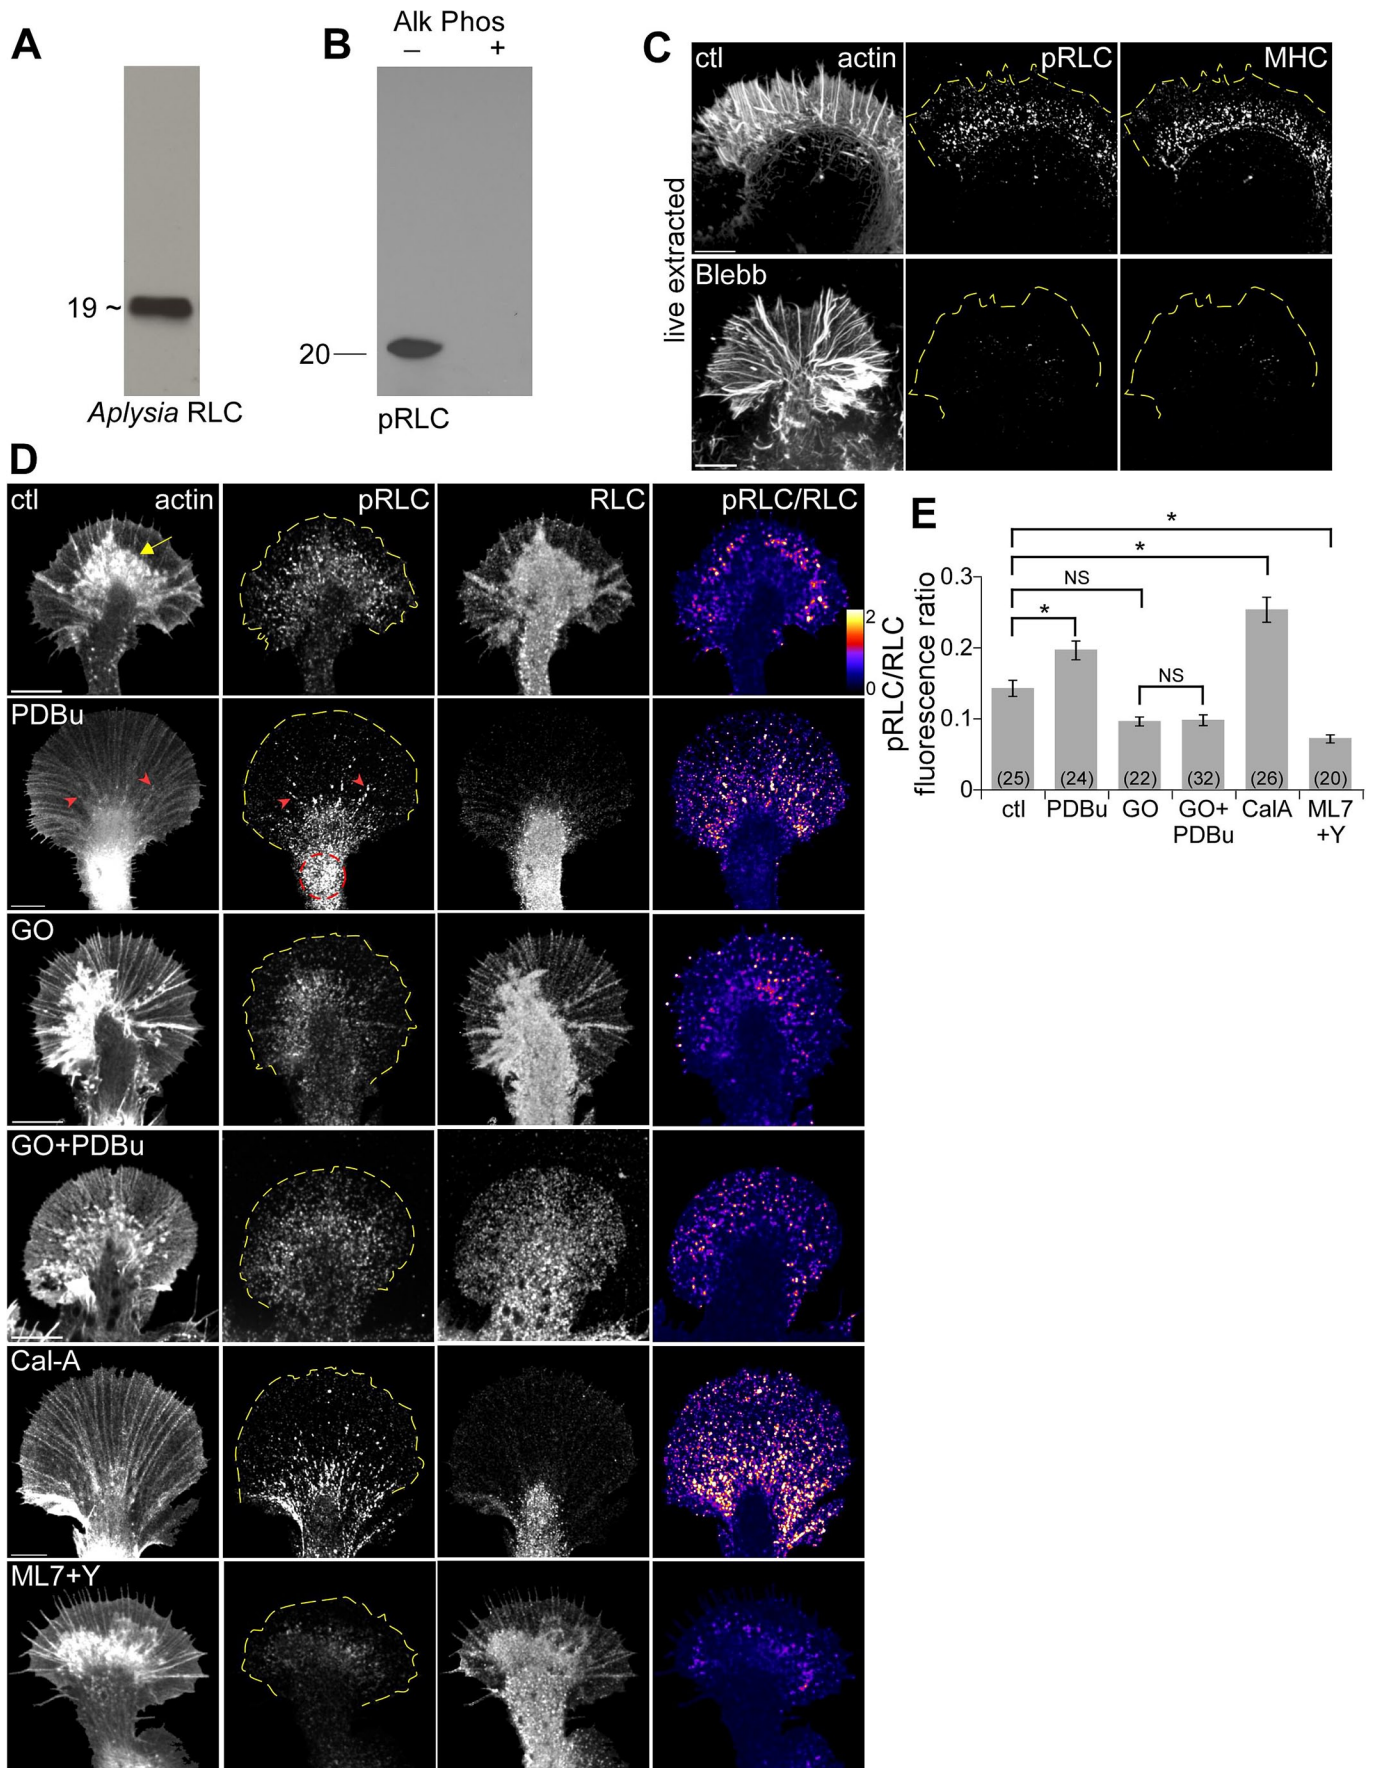 A
19 ~
Aplysia RLC
B
Alk Phos
– +
20
pRLC
C
live extracted
ctl actin pRLC MHC
Blebb
D
ctl actin pRLC RLC pRLC/RLC
2
0
pRLC/RLC
PDBu
GO
GO+PDBu
Cal-A
ML7+Y
E
pRLC/RLC
fluorescence ratio
0.3
0.2
0.1
0
*
*
NS
*
NS
(25) (24) (22) (32) (26) (20)
ctl PDBu GO GO+ CalA ML7
PDBu +Y